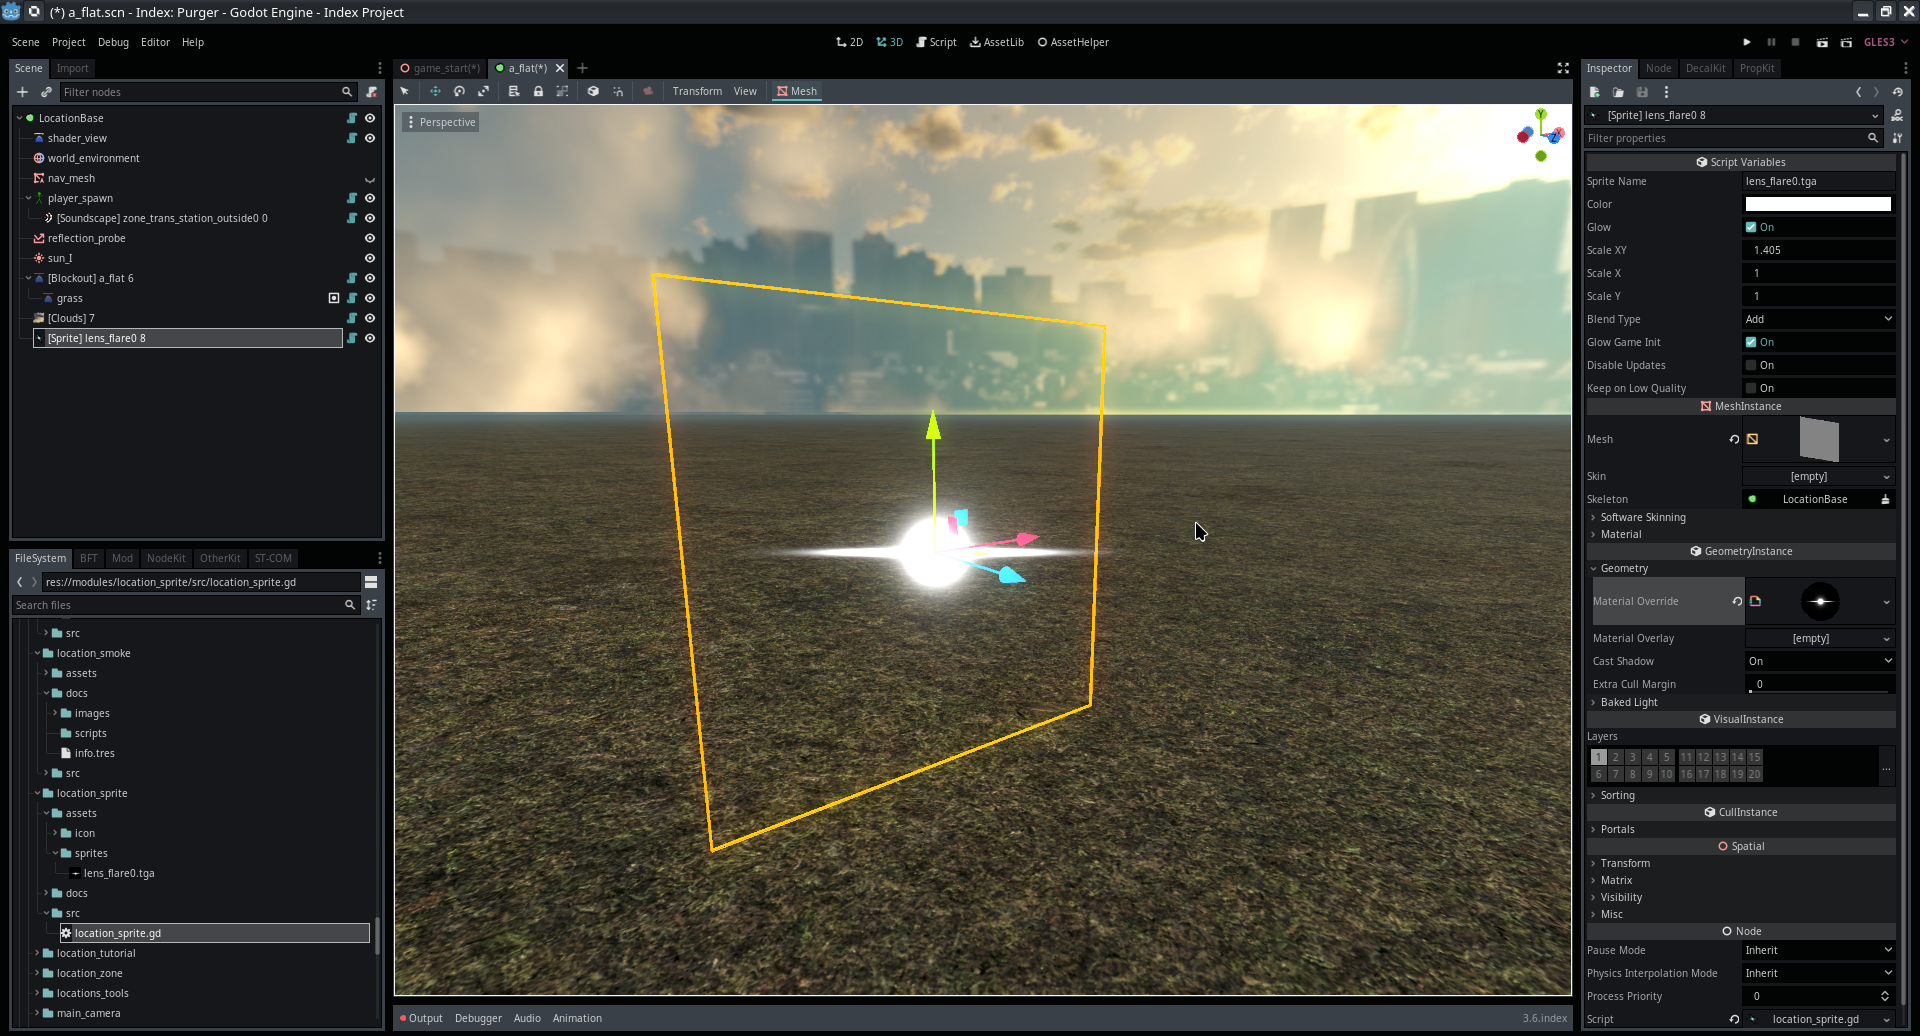 (*) a_flat.scn - Index: Purger - Godot Engine - Index Project
Scene Project Debug Editor Help
2D 3D Script AssetLib AssetHelper
GLES3
Scene Import
Filter nodes
LocationBase
shader_view
world_environment
nav_mesh
player_spawn
[Soundscape] zone_trans_station_outside0 0
reflection_probe
sun_I
[Blockout] a_flat 6
grass
[Clouds] 7
[Sprite] lens_flare0 8
FileSystem BFT Mod NodeKit OtherKit ST-COM
res://modules/location_sprite/src/location_sprite.gd
Search files
src
location_smoke
assets
docs
images
scripts
info.tres
src
location_sprite
assets
icon
sprites
lens_flare0.tga
docs
src
location_sprite.gd
location_tutorial
location_zone
locations_tools
main_camera
game_start(*) a_flat(*)
Transform View Mesh
Perspective
Y
Z
Output Debugger Audio Animation 3.6.index
Inspector Node DecalKit PropKit
[Sprite] lens_flare0 8
Filter properties
Script Variables
Sprite Name lens_flare0.tga
Color
Glow On
Scale XY 1.405
Scale X 1
Scale Y 1
Blend Type Add
Glow Game Init On
Disable Updates On
Keep on Low Quality On
MeshInstance
Mesh
Skin [empty]
Skeleton LocationBase
Software Skinning
Material
GeometryInstance
Geometry
Material Override
Material Overlay [empty]
Cast Shadow On
Extra Cull Margin 0
Baked Light
VisualInstance
Layers
1 2 3 4 5 11 12 13 14 15
6 7 8 9 10 16 17 18 19 20
...
Sorting
CullInstance
Portals
Spatial
Transform
Matrix
Visibility
Misc
Node
Pause Mode Inherit
Physics Interpolation Mode Inherit
Process Priority 0
Script location_sprite.gd